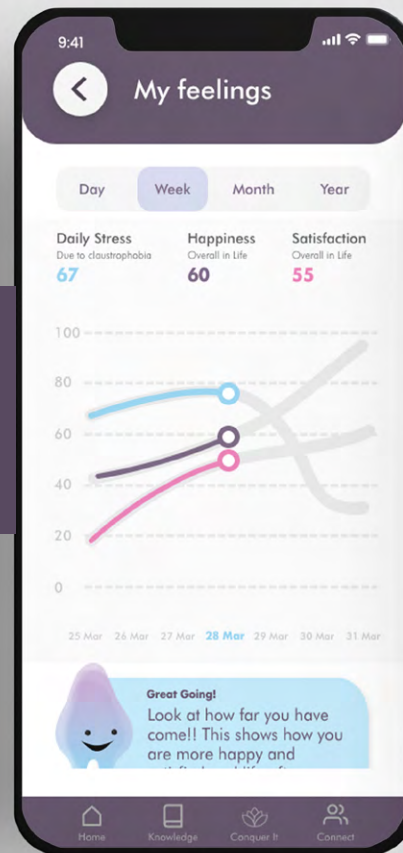 9:41
My feelings
Day Week Month Year
Daily Stress Happiness Satisfaction
Due to claustrophobia Overall in Life Overall in Life
67 60 55
100
80
60
40
20
0
25 Mar 26 Mar 27 Mar 28 Mar 29 Mar 30 Mar 31 Mar
Great Going!
Look at how far you have
come!! This shows how you
are more happy and
Home Knowledge Conquer It Connect